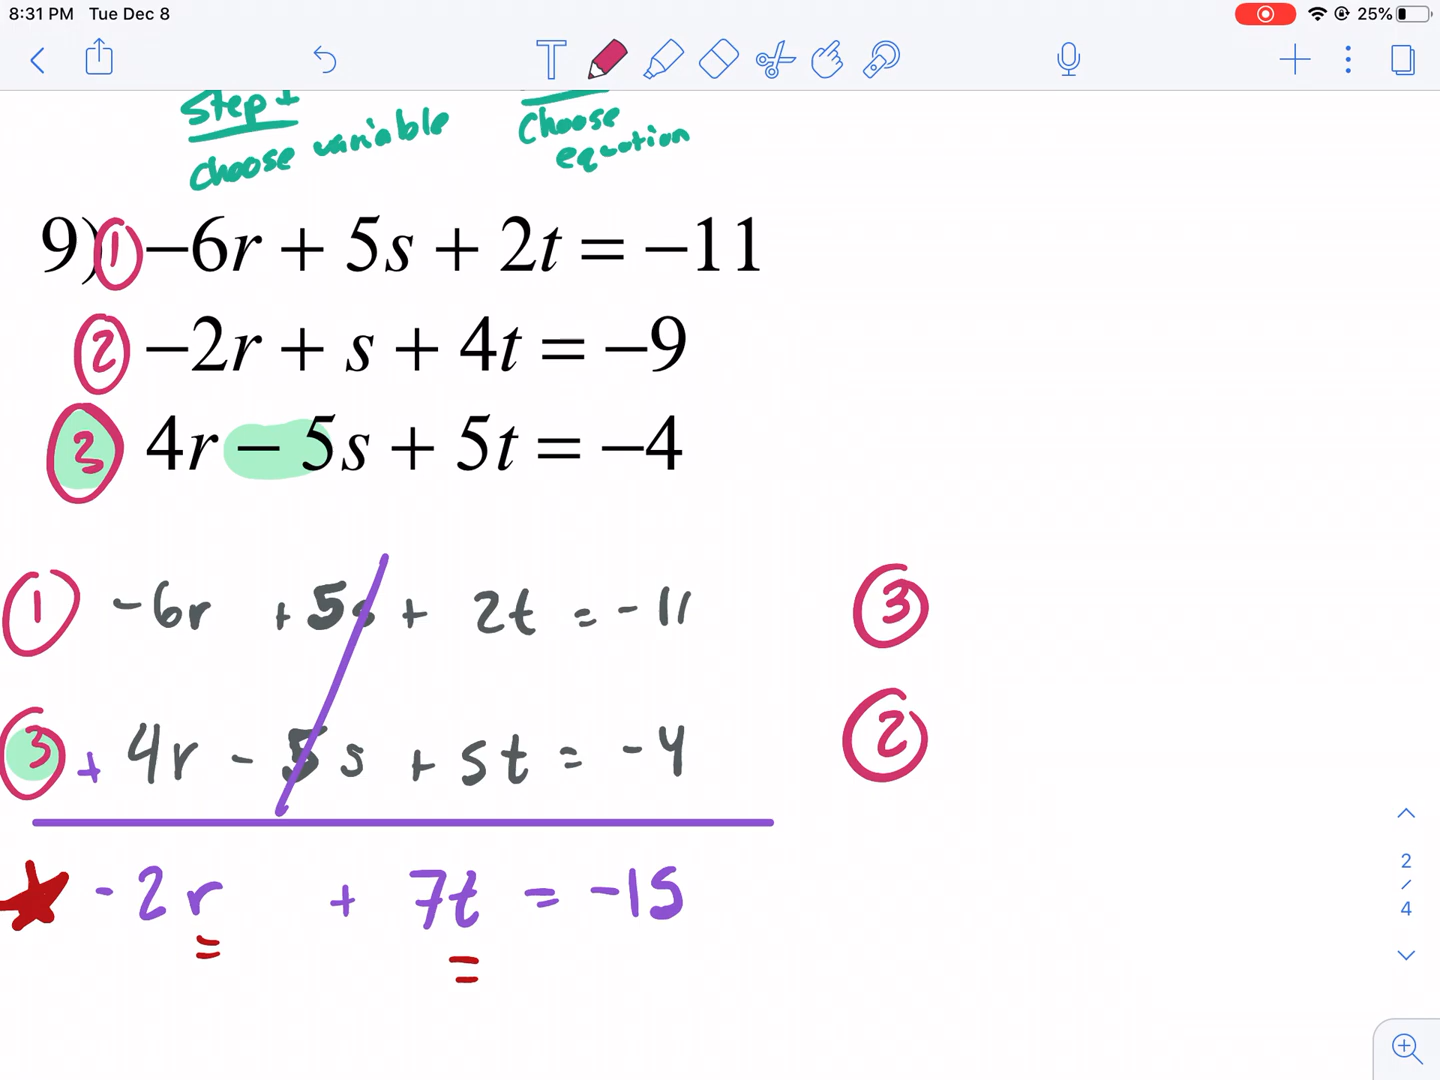 8:31 PM Tue Dec 8 25%
T
Step 1
choose variable
Choose
equation
9) ① −6r + 5s + 2t = −11
② −2r + s + 4t = −9
③ 4r − 5s + 5t = −4
① -6r + 5s + 2t = -11
③
③ + 4r - 5s + 5t = -4
②
-2r + 7t = -15
2
/
4